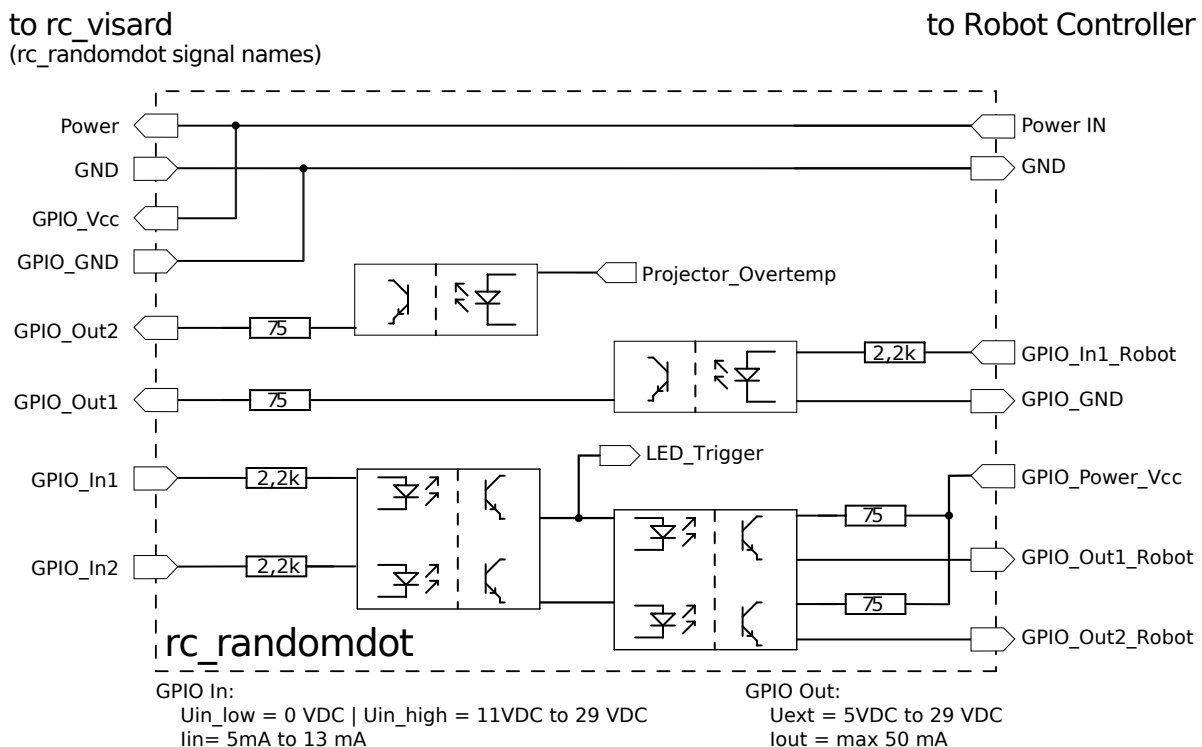 to rc_visard
(rc_randomdot signal names)
to Robot Controller
Power
Power IN
GND
GND
GPIO_Vcc
GPIO_GND
Projector_Overtemp
GPIO_Out2
75
2,2k
GPIO_In1_Robot
GPIO_Out1
75
GPIO_GND
LED_Trigger
GPIO_In1
2,2k
GPIO_Power_Vcc
75
GPIO_Out1_Robot
GPIO_In2
2,2k
75
GPIO_Out2_Robot
rc_randomdot
GPIO In:
Uin_low = 0 VDC | Uin_high = 11VDC to 29 VDC
Iin= 5mA to 13 mA
GPIO Out:
Uext = 5VDC to 29 VDC
Iout = max 50 mA